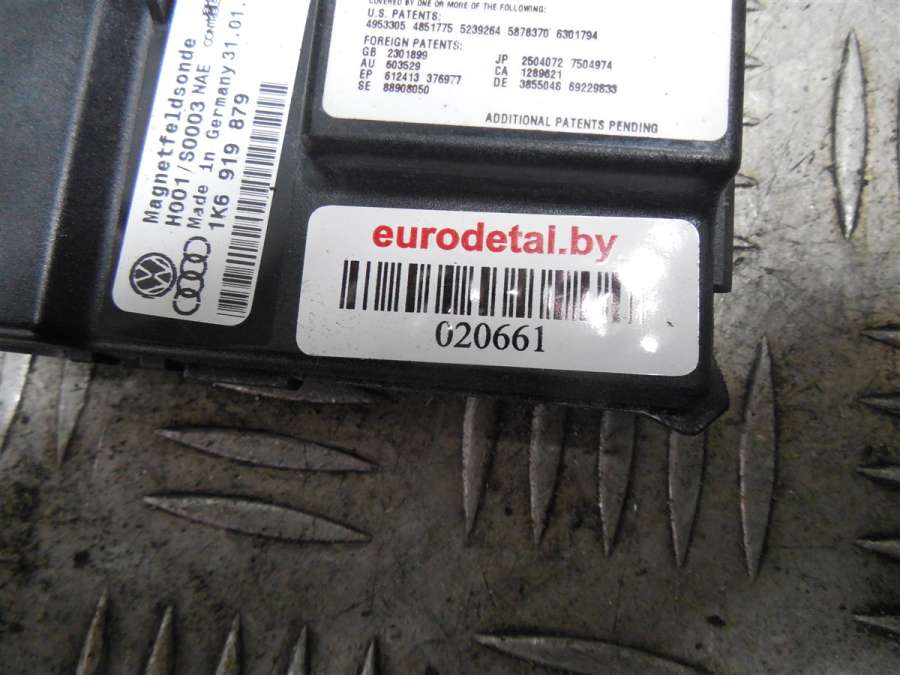 Magnetfeldsonde
H001/S0003 NAE
Made in Germany 31.01.
1K6 919 879
COVERED BY ONE OR MORE OF THE FOLLOWING:
U.S. PATENTS:
4953305 4851775 5239264 5878370 6301794
FOREIGN PATENTS:
GB 2301899 JP 2504072 7504974
AU 603529 CA 1289621
EP 612413 376977 DE 3855046 69229833
SE 88908050
ADDITIONAL PATENTS PENDING
eurodetal.by
020661